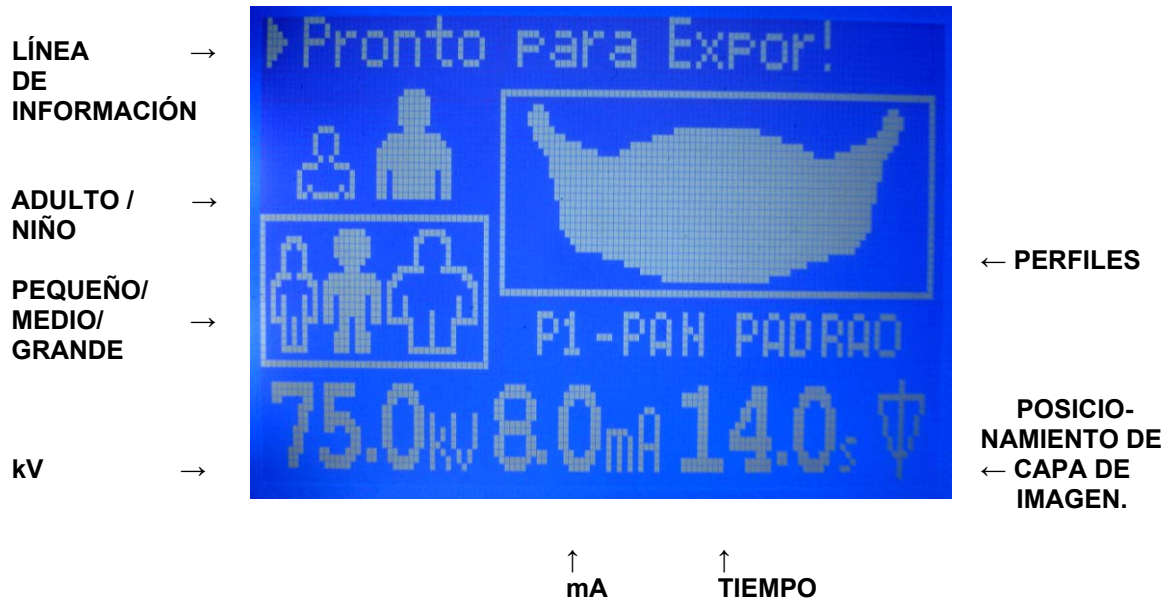 LÍNEA →
DE
INFORMACIÓN
Pronto para Expor!
ADULTO / →
NIÑO
← PERFILES
PEQUEÑO/
MEDIO/ →
GRANDE
P1-PAN PADRAO
75.0kV 8.0mA 14.0s
kV →
POSICIO-
NAMIENTO DE
← CAPA DE
IMAGEN.
↑ ↑
mA TIEMPO